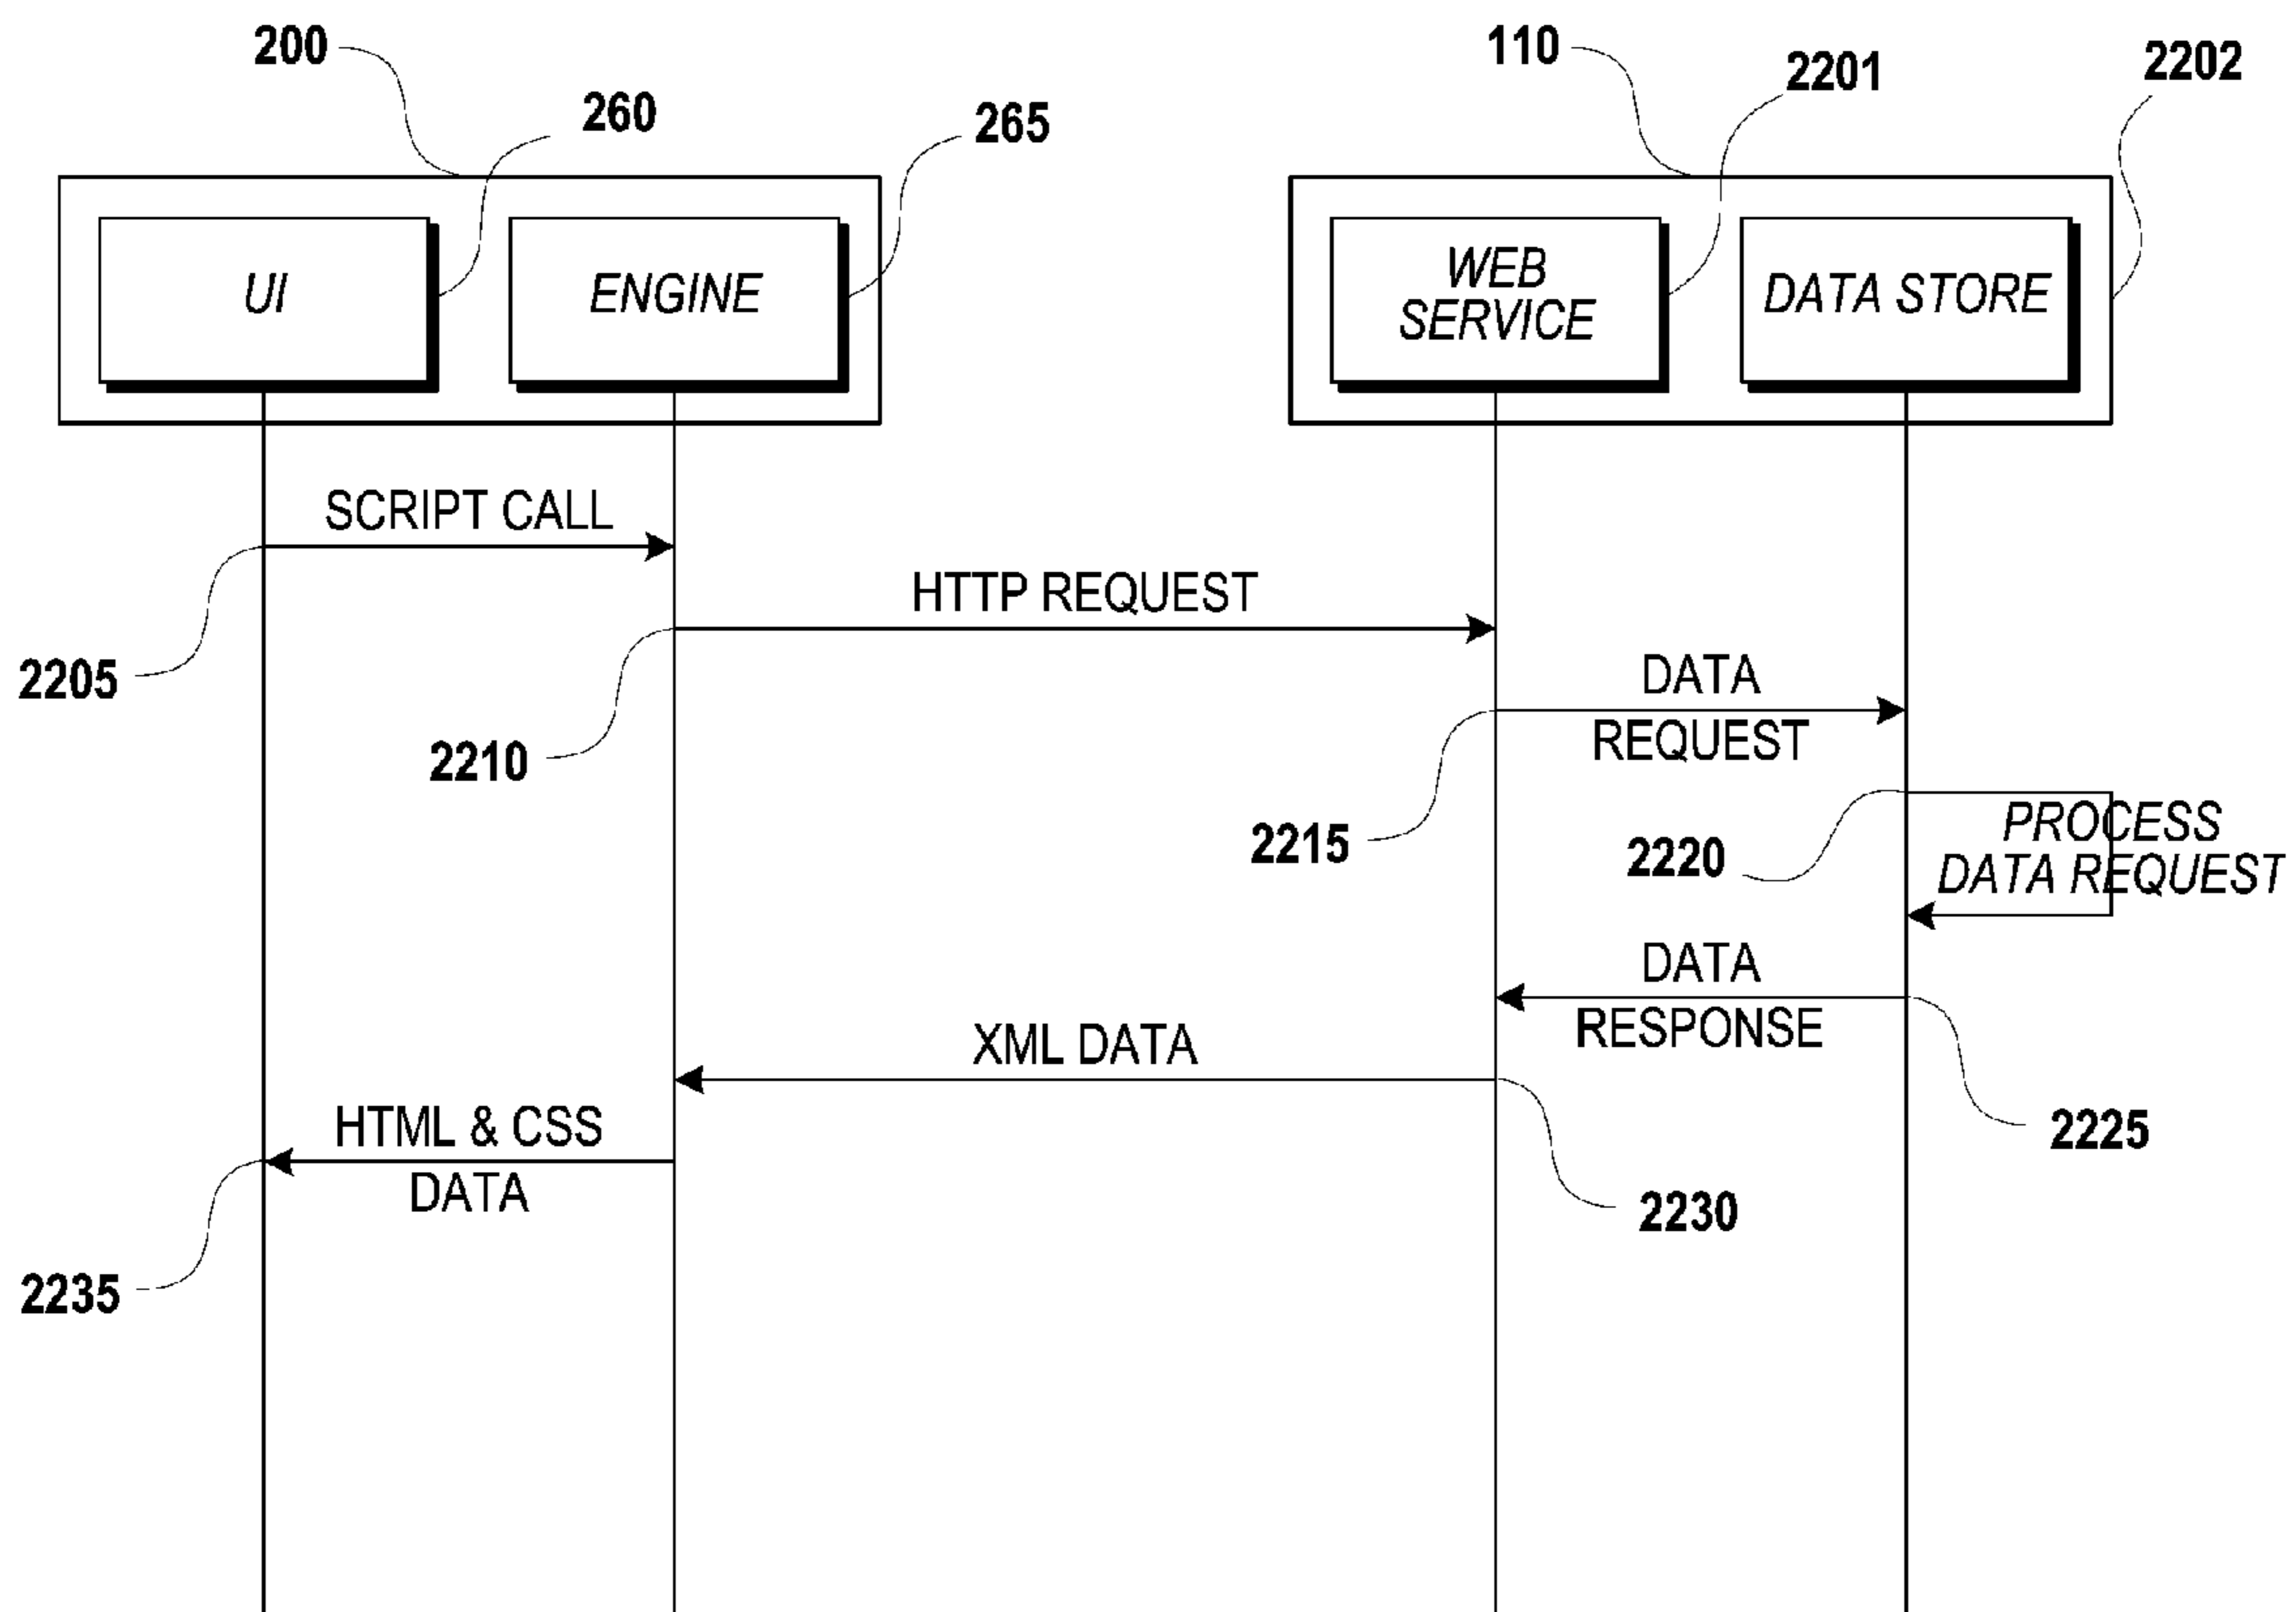 200
110
2201
2202
260
265
UI
ENGINE
WEB
SERVICE
DATA STORE
SCRIPT CALL
HTTP REQUEST
2205
DATA
REQUEST
2210
2215
2220
PROCESS
DATA REQUEST
DATA
RESPONSE
XML DATA
HTML & CSS
DATA
2225
2230
2235